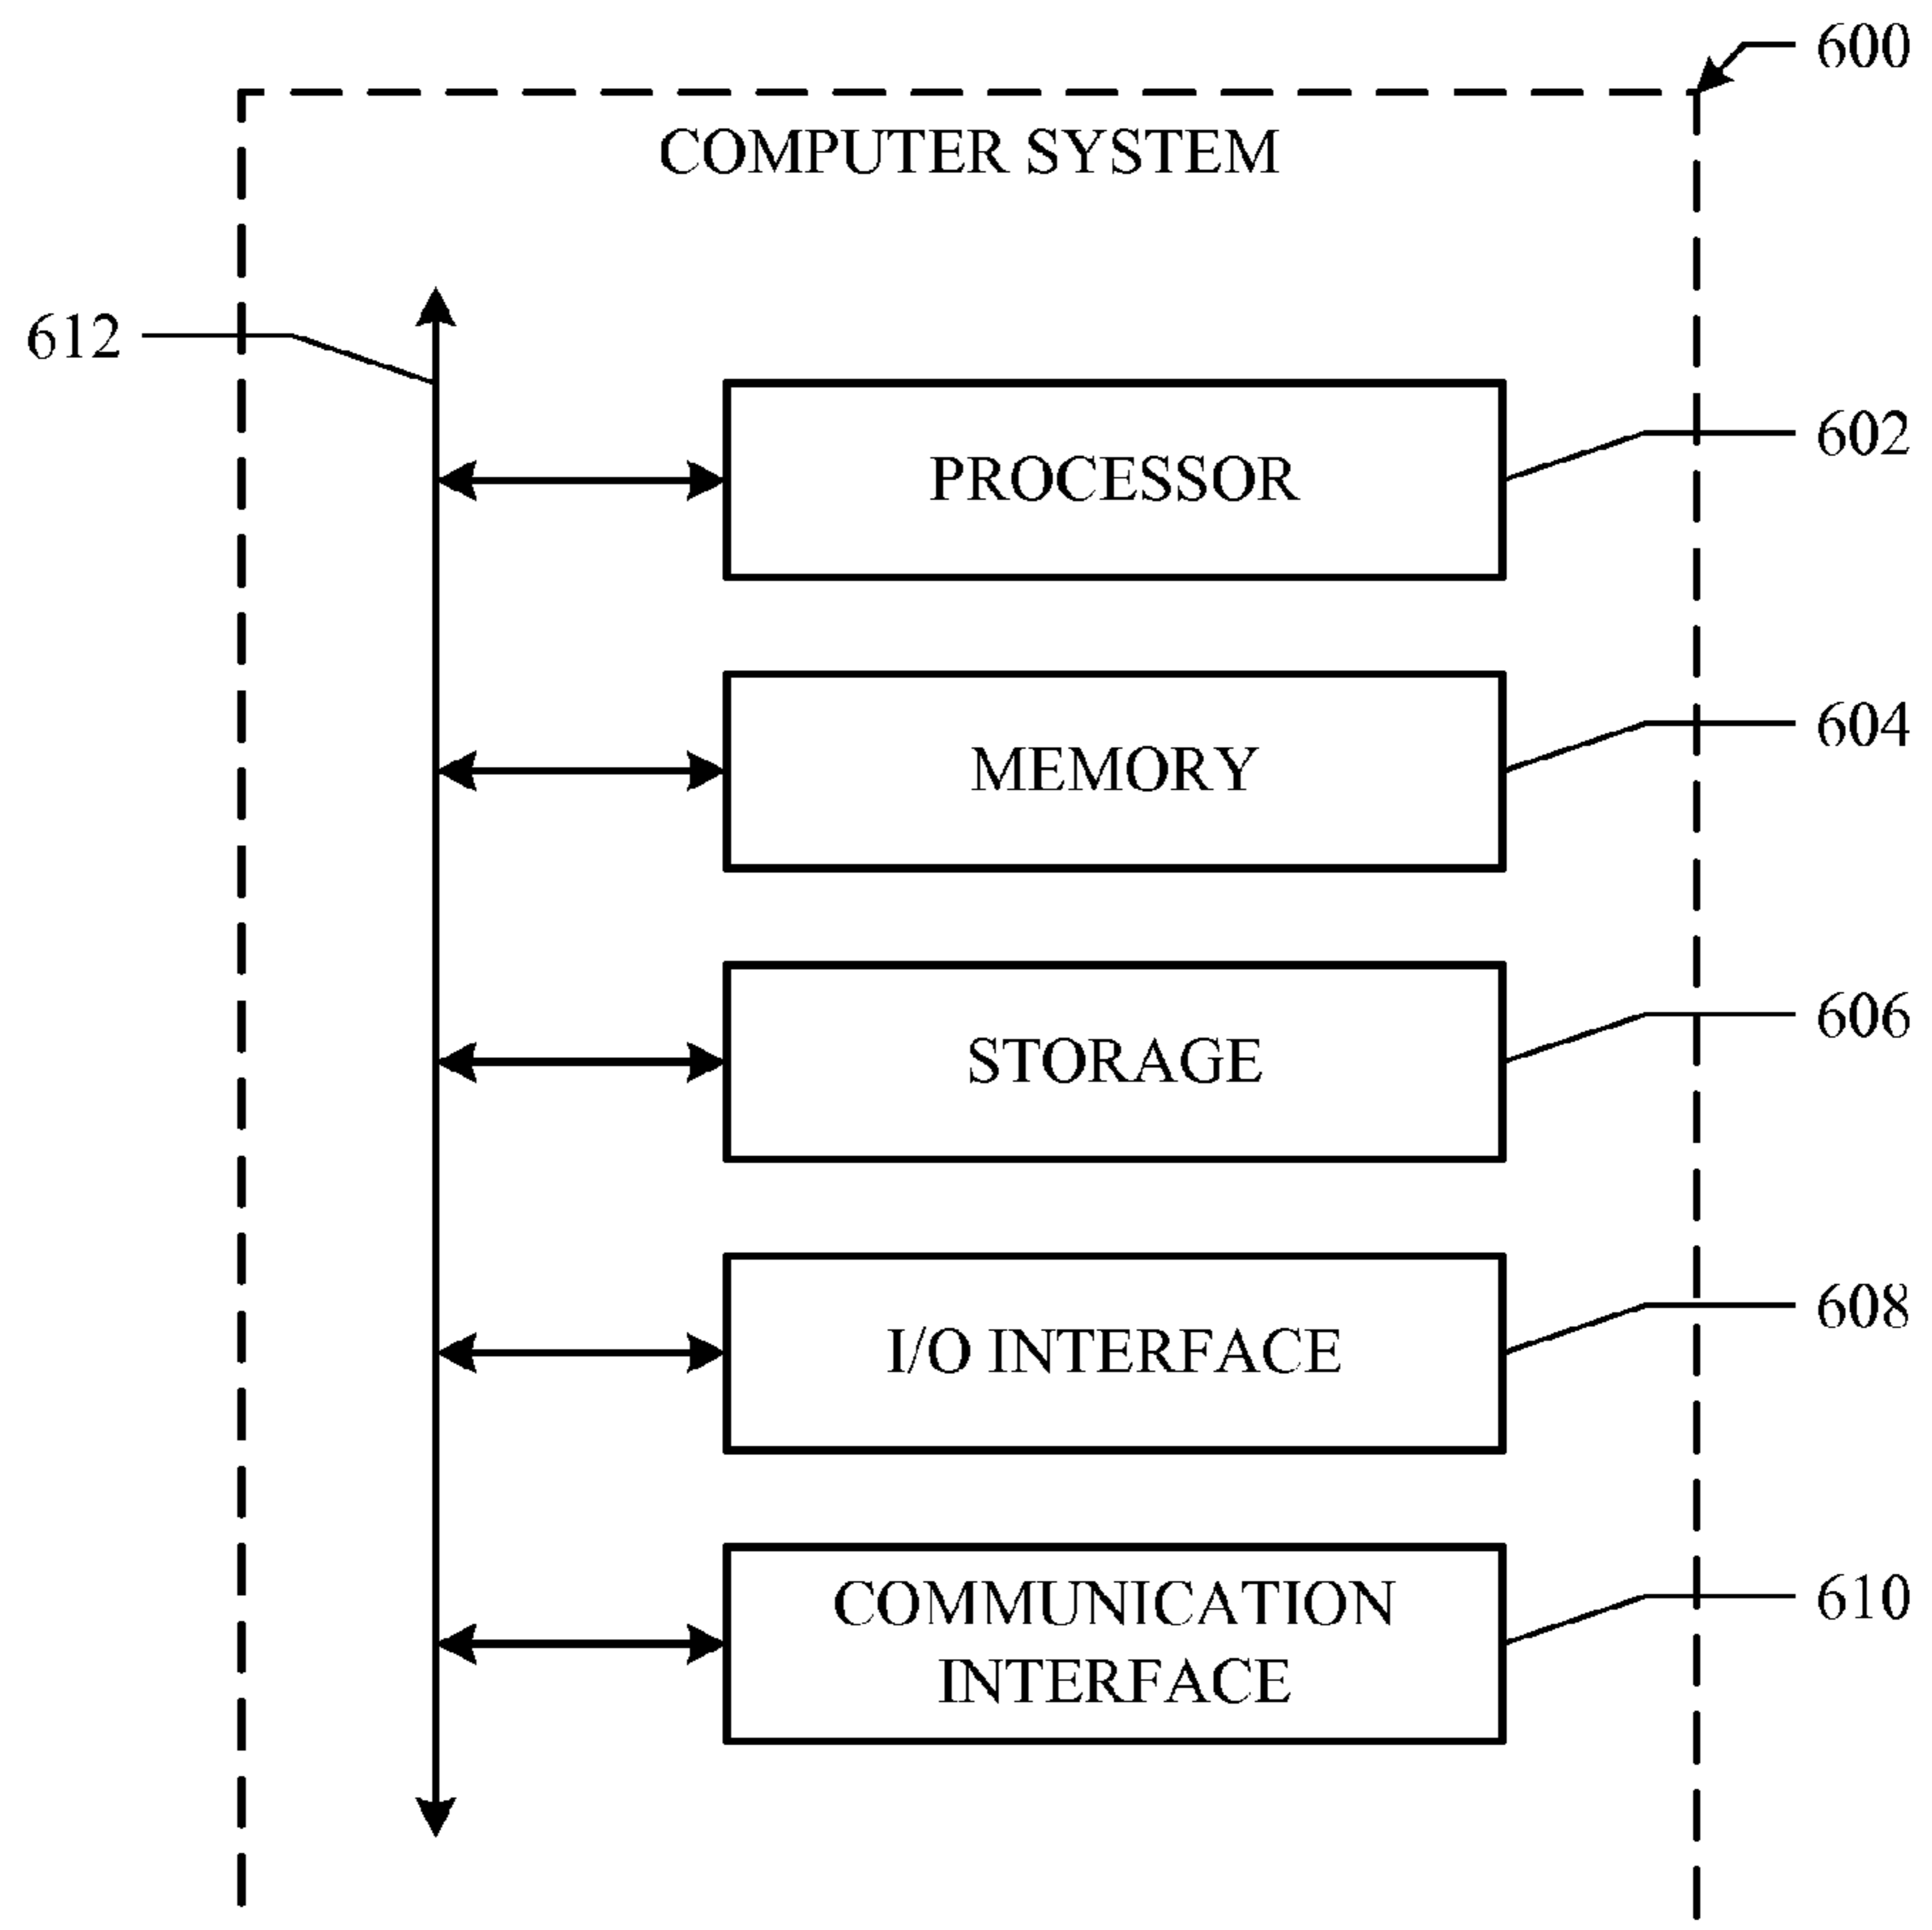 600
COMPUTER SYSTEM
612
602
PROCESSOR
604
MEMORY
606
STORAGE
608
I/O INTERFACE
610
COMMUNICATION
INTERFACE